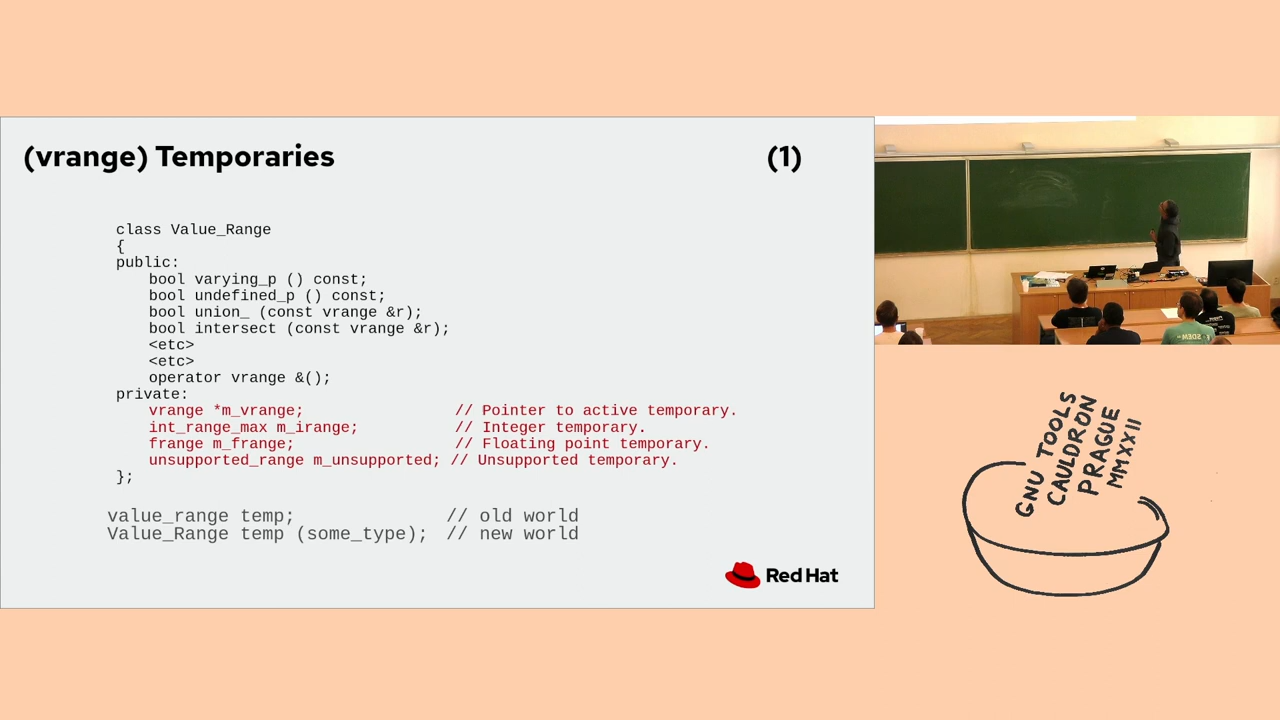 (vrange) Temporaries (1)
class Value_Range
{
public:
bool varying_p () const;
bool undefined_p () const;
bool union_ (const vrange &r);
bool intersect (const vrange &r);
<etc>
<etc>
operator vrange &();
private:
vrange *m_vrange; // Pointer to active temporary.
int_range_max m_irange; // Integer temporary.
frange m_frange; // Floating point temporary.
unsupported_range m_unsupported; // Unsupported temporary.
};
value_range temp; // old world
Value_Range temp (some_type); // new world
Red Hat
GNU TOOLS
CAULDRON
PRAGUE
MMXXII